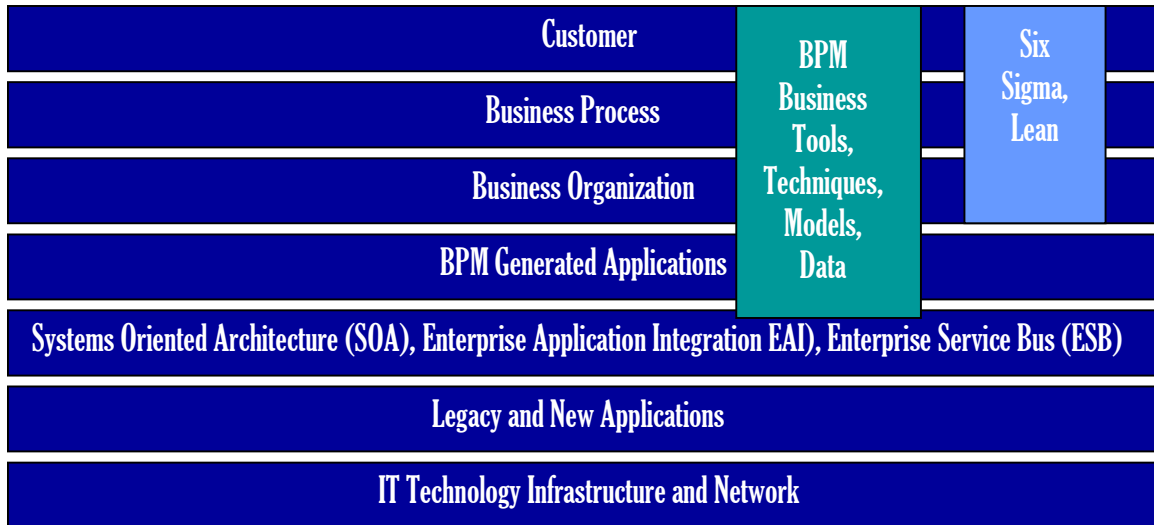 Customer
Business Process
Business Organization
BPM Generated Applications
Systems Oriented Architecture (SOA), Enterprise Application Integration EAI), Enterprise Service Bus (ESB)
Legacy and New Applications
IT Technology Infrastructure and Network
BPM
Business
Tools,
Techniques,
Models,
Data
Six
Sigma,
Lean